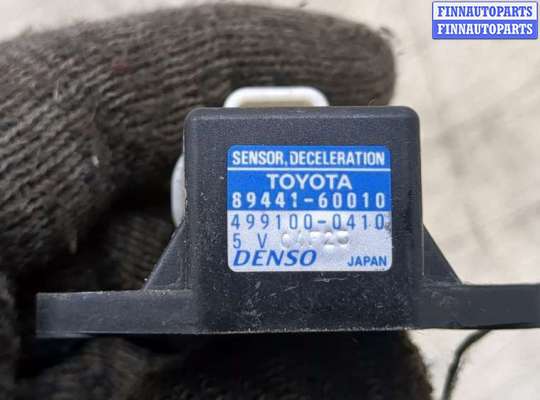 FINNAUTOPARTS
FINNAUTOPARTS
SENSOR, DECELERATION
TOYOTA
89441-60010
499100-0410
5 V
DENSO JAPAN